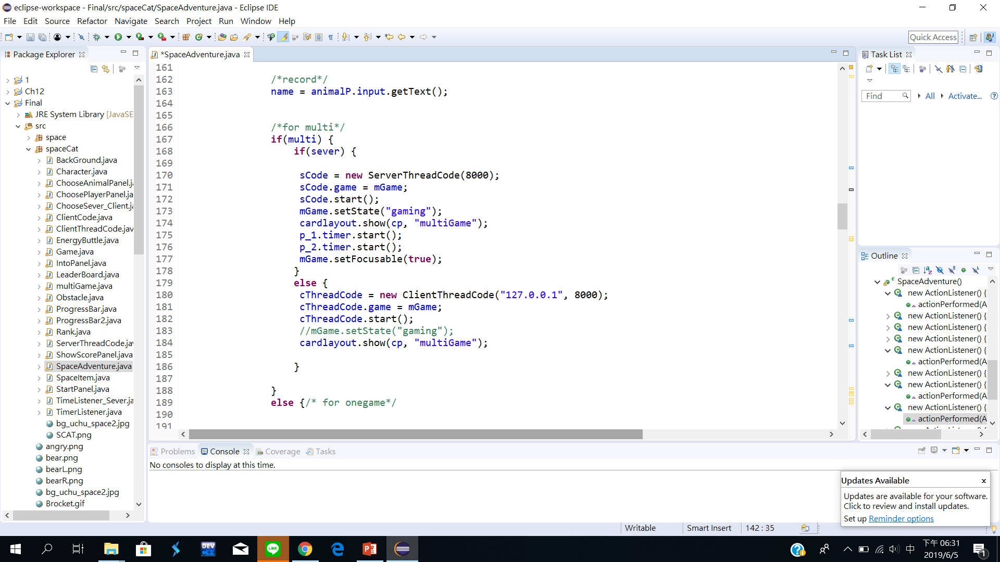 eclipse-workspace - Final/src/spaceCat/SpaceAdventure.java - Eclipse IDE
File Edit Source Refactor Navigate Search Project Run Window Help
Quick Access
Package Explorer
1
Ch12
Final
JRE System Library [JavaSE
src
space
spaceCat
BackGround.java
Character.java
ChooseAnimalPanel.j
ChoosePlayerPanel.ja
ChooseSever_Client.j
ClientCode.java
ClientThreadCode.jav
EnergyButtle.java
Game.java
IntoPanel.java
LeaderBoard.java
multiGame.java
Obstacle.java
ProgressBar.java
ProgressBar2.java
Rank.java
ServerThreadCode.jav
ShowScorePanel.java
SpaceAdventure.java
SpaceItem.java
StartPanel.java
TimeListener_Sever.ja
TimerListener.java
bg_uchu_space2.jpg
SCAT.png
angry.png
bear.png
bearL.png
bearR.png
bg_uchu_space2.jpg
Brocket.gif
*SpaceAdventure.java
161
162 /*record*/
163 name = animalP.input.getText();
164
165
166 /*for multi*/
167 if(multi) {
168 if(sever) {
169
170 sCode = new ServerThreadCode(8000);
171 sCode.game = mGame;
172 sCode.start();
173 mGame.setState("gaming");
174 cardlayout.show(cp, "multiGame");
175 p_1.timer.start();
176 p_2.timer.start();
177 mGame.setFocusable(true);
178 }
179 else {
180 cThreadCode = new ClientThreadCode("127.0.0.1", 8000);
181 cThreadCode.game = mGame;
182 cThreadCode.start();
183 //mGame.setState("gaming");
184 cardlayout.show(cp, "multiGame");
185
186 }
187
188 }
189 else {/* for onegame*/
190
191
Problems Console Coverage Tasks
No consoles to display at this time.
Task List
Find All Activate...
Outline
SpaceAdventure()
new ActionListener() {
actionPerformed(A
new ActionListener() {
new ActionListener() {
new ActionListener() {
new ActionListener() {
actionPerformed(A
new ActionListener() {
new ActionListener() {
actionPerformed(A
new ActionListener() {
actionPerformed(A
Updates Available
Updates are available for your software.
Click to review and install updates.
Set up Reminder options
Writable Smart Insert 142 : 35
DEV
LINE
中
下午 06:31
2019/6/5
1